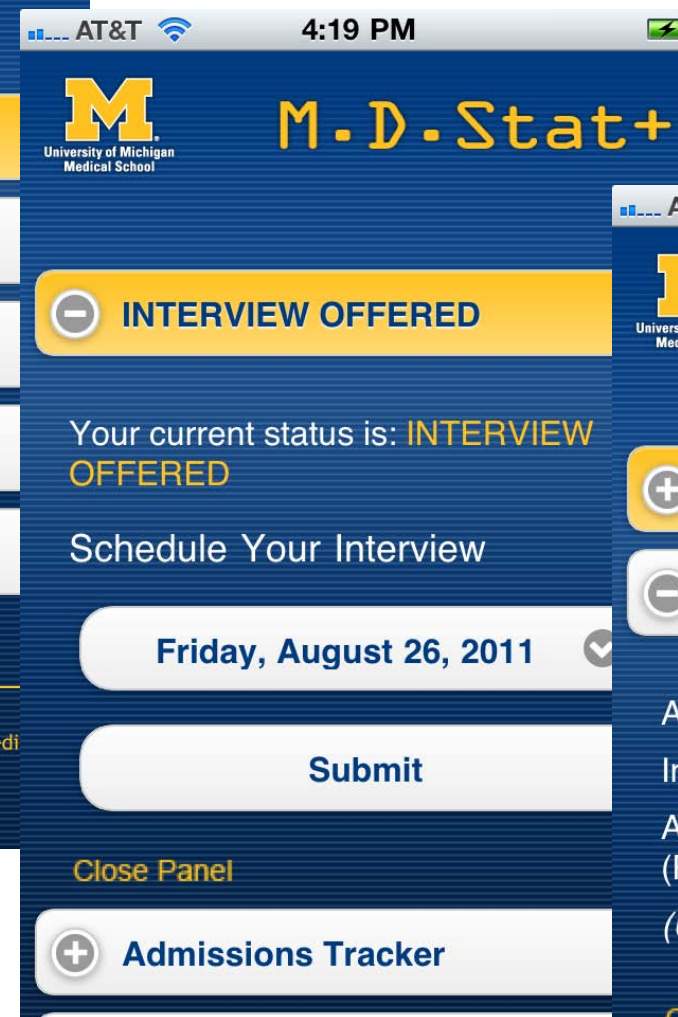 AT&T 4:19 PM
M
University of Michigan
Medical School
M.D.Stat+
INTERVIEW OFFERED
Your current status is: INTERVIEW
OFFERED
Schedule Your Interview
Friday, August 26, 2011
Submit
Close Panel
Admissions Tracker